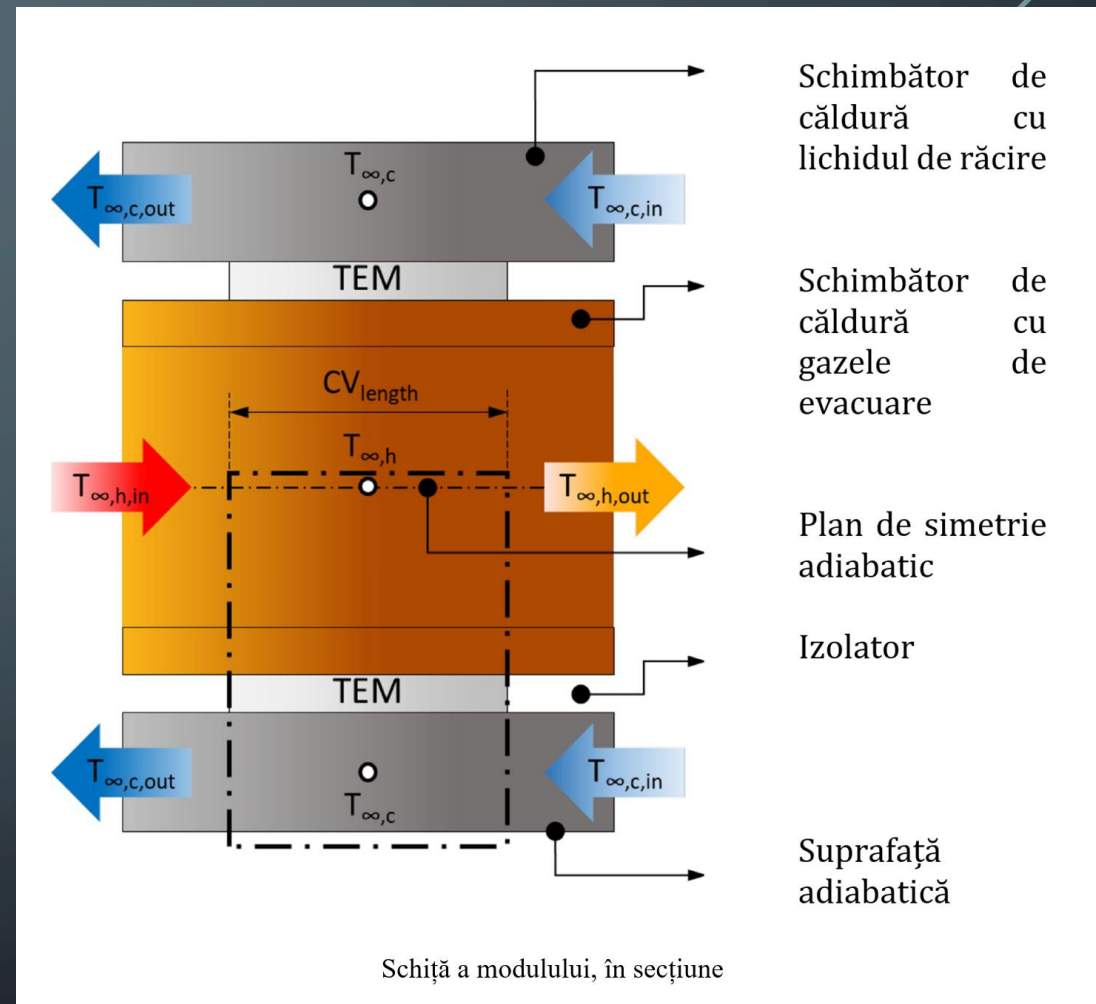 Schimbător de
căldură cu
lichidul de răcire
T∞,c
T∞,c,out
T∞,c,in
TEM
Schimbător de
căldură cu
gazele de
evacuare
CVlength
T∞,h
T∞,h,in
T∞,h,out
Plan de simetrie
adiabatic
Izolator
TEM
T∞,c,out
T∞,c,in
T∞,c
Suprafață
adiabatică
Schiță a modulului, în secțiune